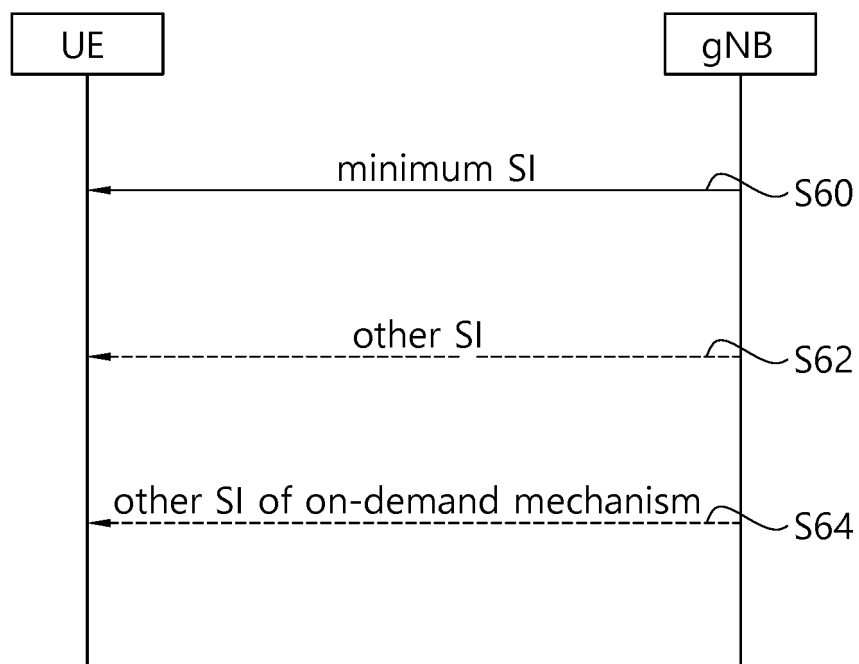 UE
gNB
minimum SI
S60
other SI
S62
other SI of on-demand mechanism
S64